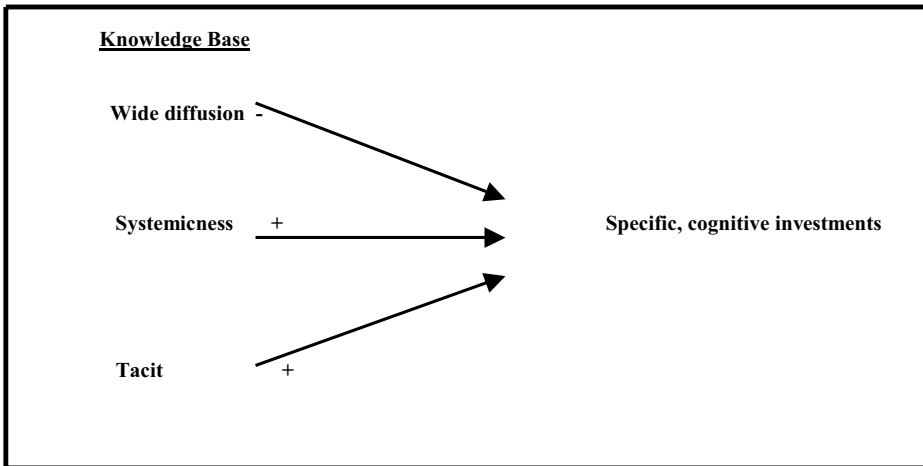 Knowledge Base
Wide diffusion -
Systemicness + Specific, cognitive investments
Tacit +